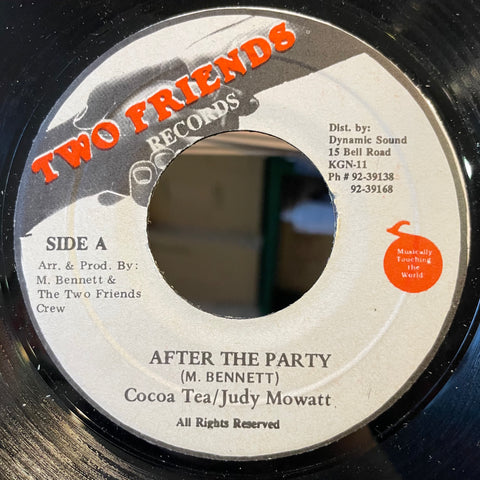 TWO FRIENDS
RECORDS
Dist. by:
Dynamic Sound
15 Bell Road
KGN-11
Ph # 92-39138
92-39168
SIDE A
Arr. & Prod. By:
M. Bennett &
The Two Friends
Crew
Musically
Touching
the
World
AFTER THE PARTY
(M. BENNETT)
Cocoa Tea/Judy Mowatt
All Rights Reserved